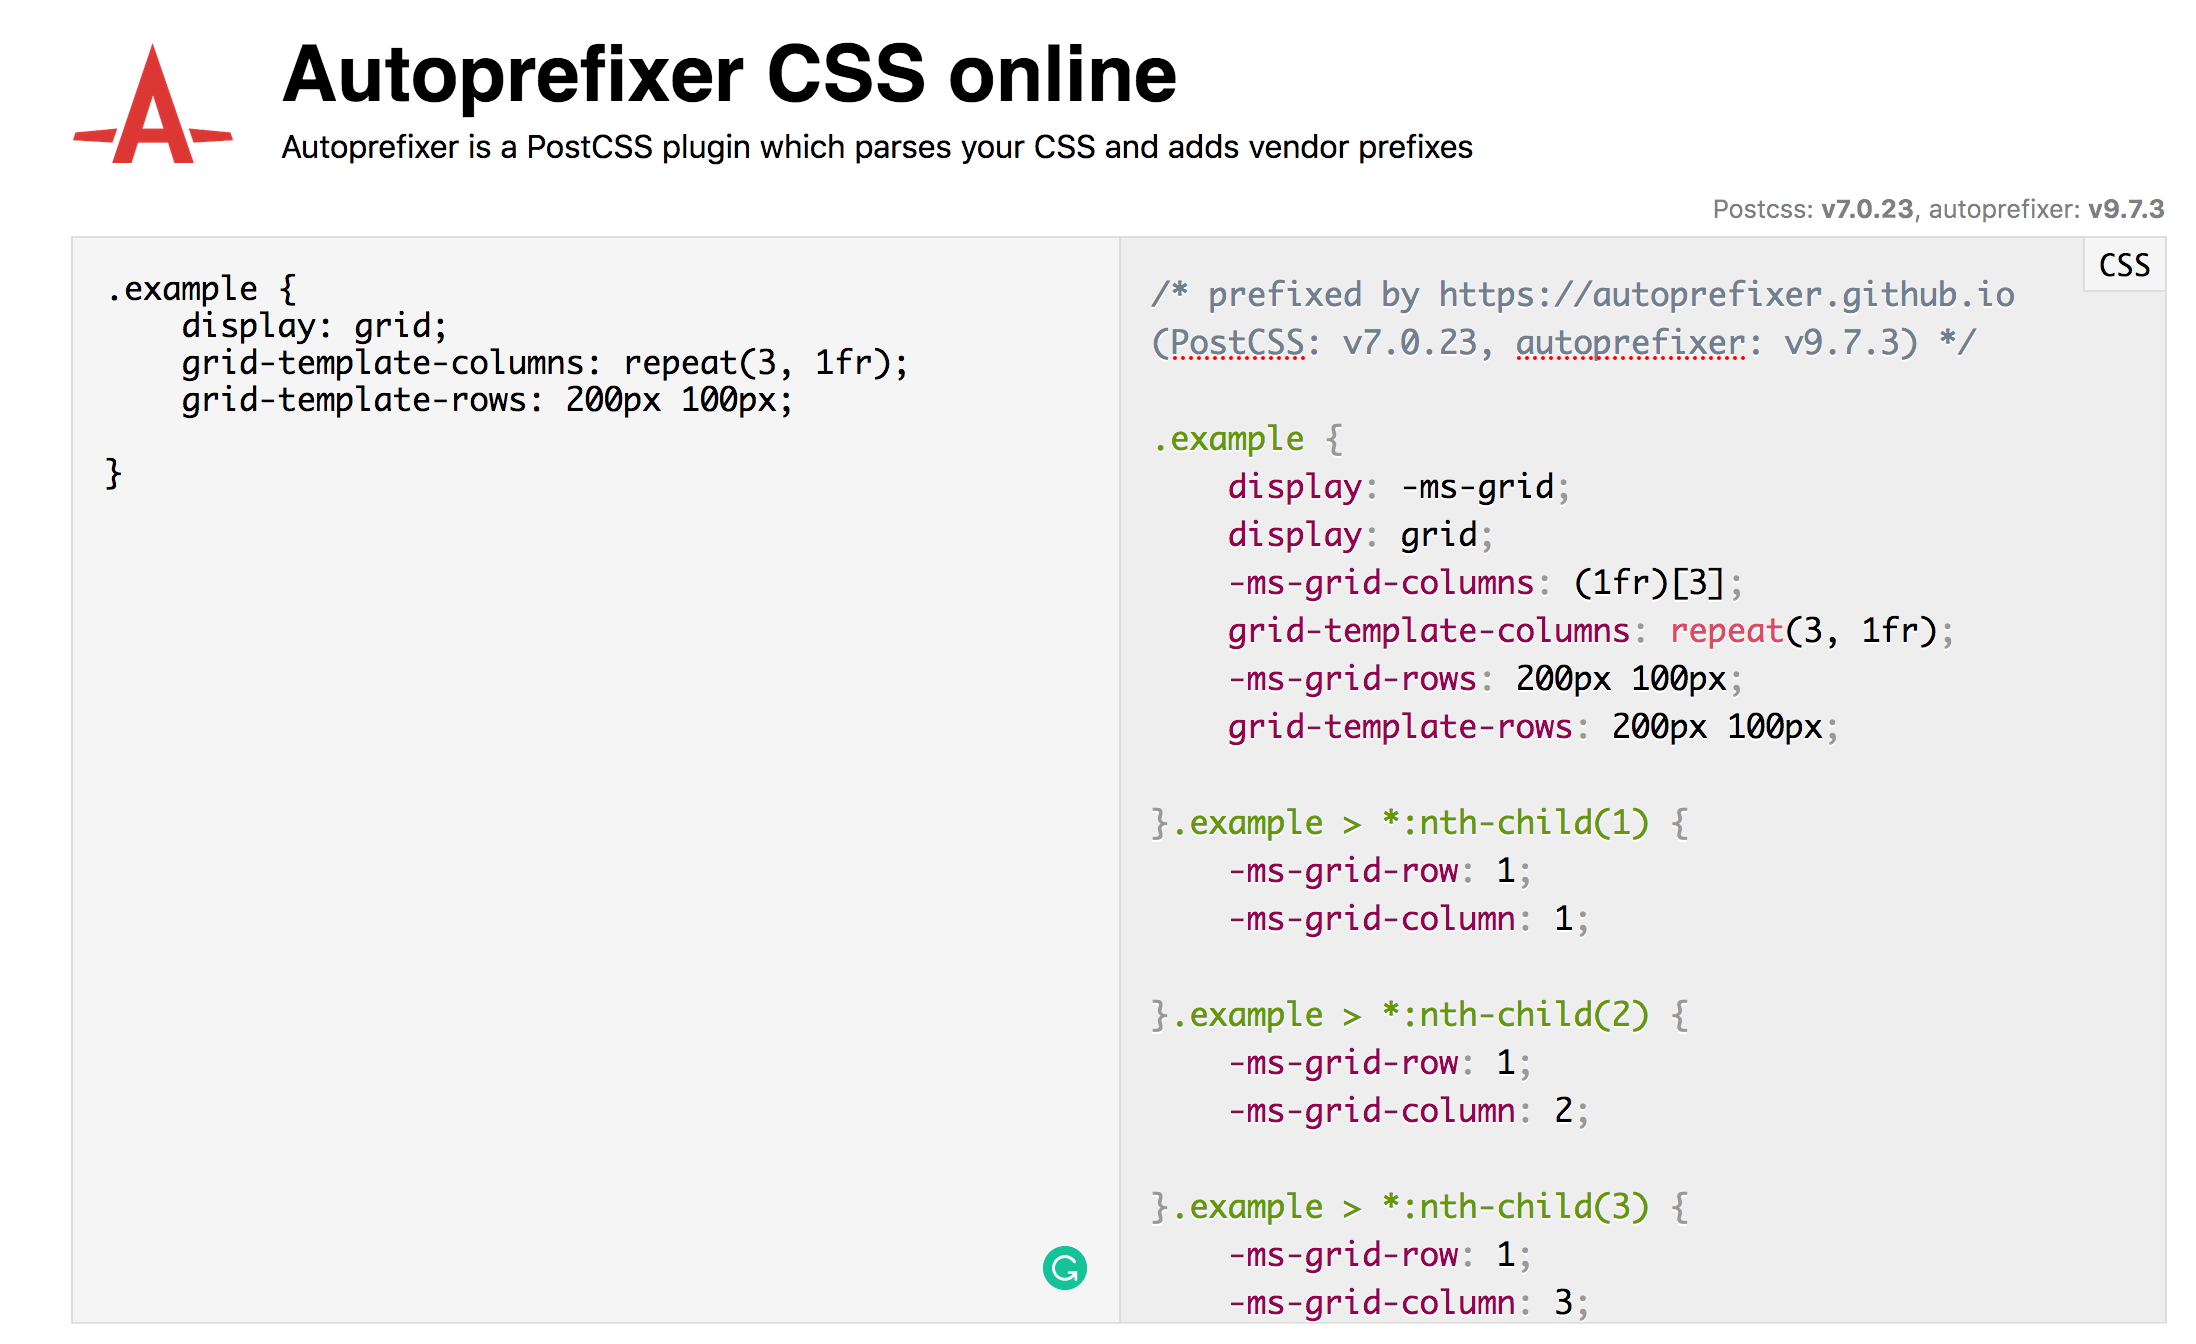 Autoprefixer CSS online
Autoprefixer is a PostCSS plugin which parses your CSS and adds vendor prefixes
Postcss: v7.0.23, autoprefixer: v9.7.3
.example {
    display: grid;
    grid-template-columns: repeat(3, 1fr);
    grid-template-rows: 200px 100px;
}
CSS
/* prefixed by https://autoprefixer.github.io
(PostCSS: v7.0.23, autoprefixer: v9.7.3) */
.example {
    display: -ms-grid;
    display: grid;
    -ms-grid-columns: (1fr)[3];
    grid-template-columns: repeat(3, 1fr);
    -ms-grid-rows: 200px 100px;
    grid-template-rows: 200px 100px;
}.example > *:nth-child(1) {
    -ms-grid-row: 1;
    -ms-grid-column: 1;
}.example > *:nth-child(2) {
    -ms-grid-row: 1;
    -ms-grid-column: 2;
}.example > *:nth-child(3) {
    -ms-grid-row: 1;
    -ms-grid-column: 3;